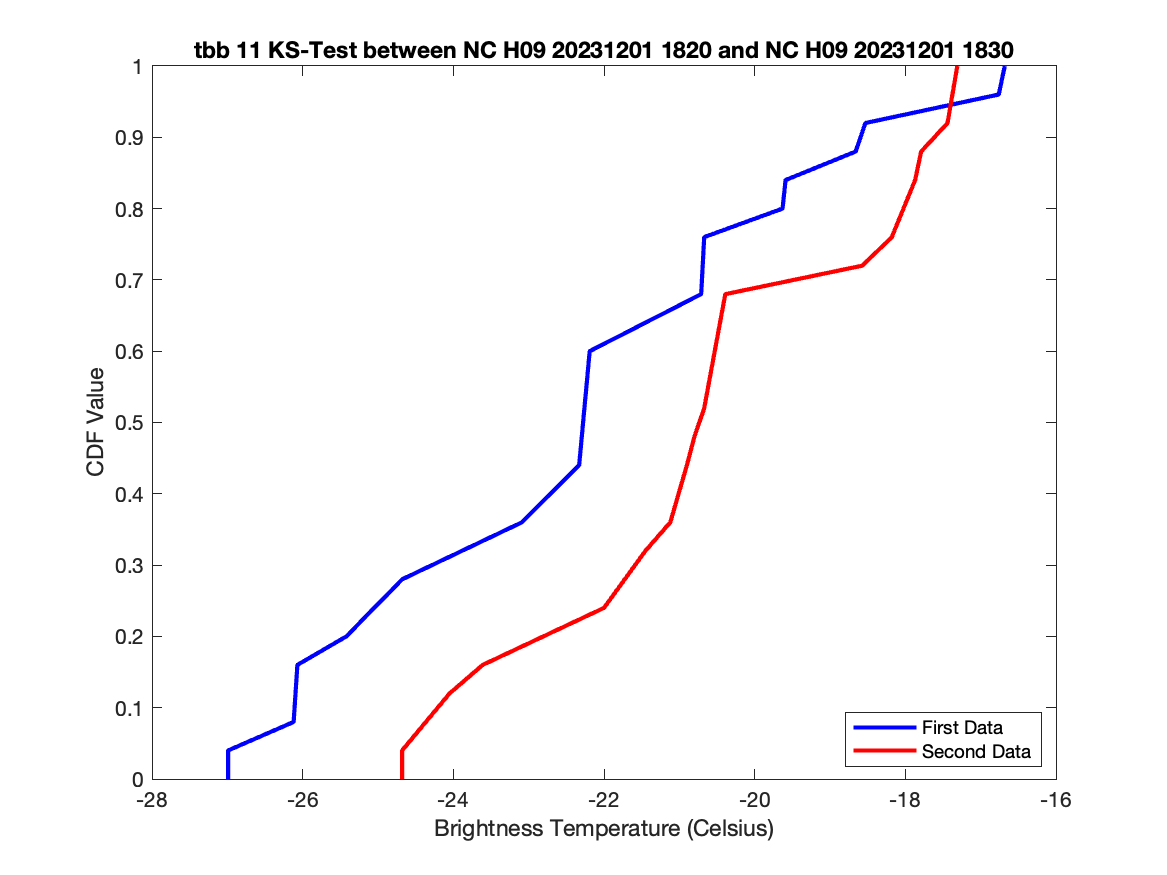 tbb 11 KS-Test between NC H09 20231201 1820 and NC H09 20231201 1830
1
0.9
0.8
0.7
0.6
0.5
0.4
0.3
0.2
0.1
0
CDF Value
First Data
Second Data
-28 -26 -24 -22 -20 -18 -16
Brightness Temperature (Celsius)